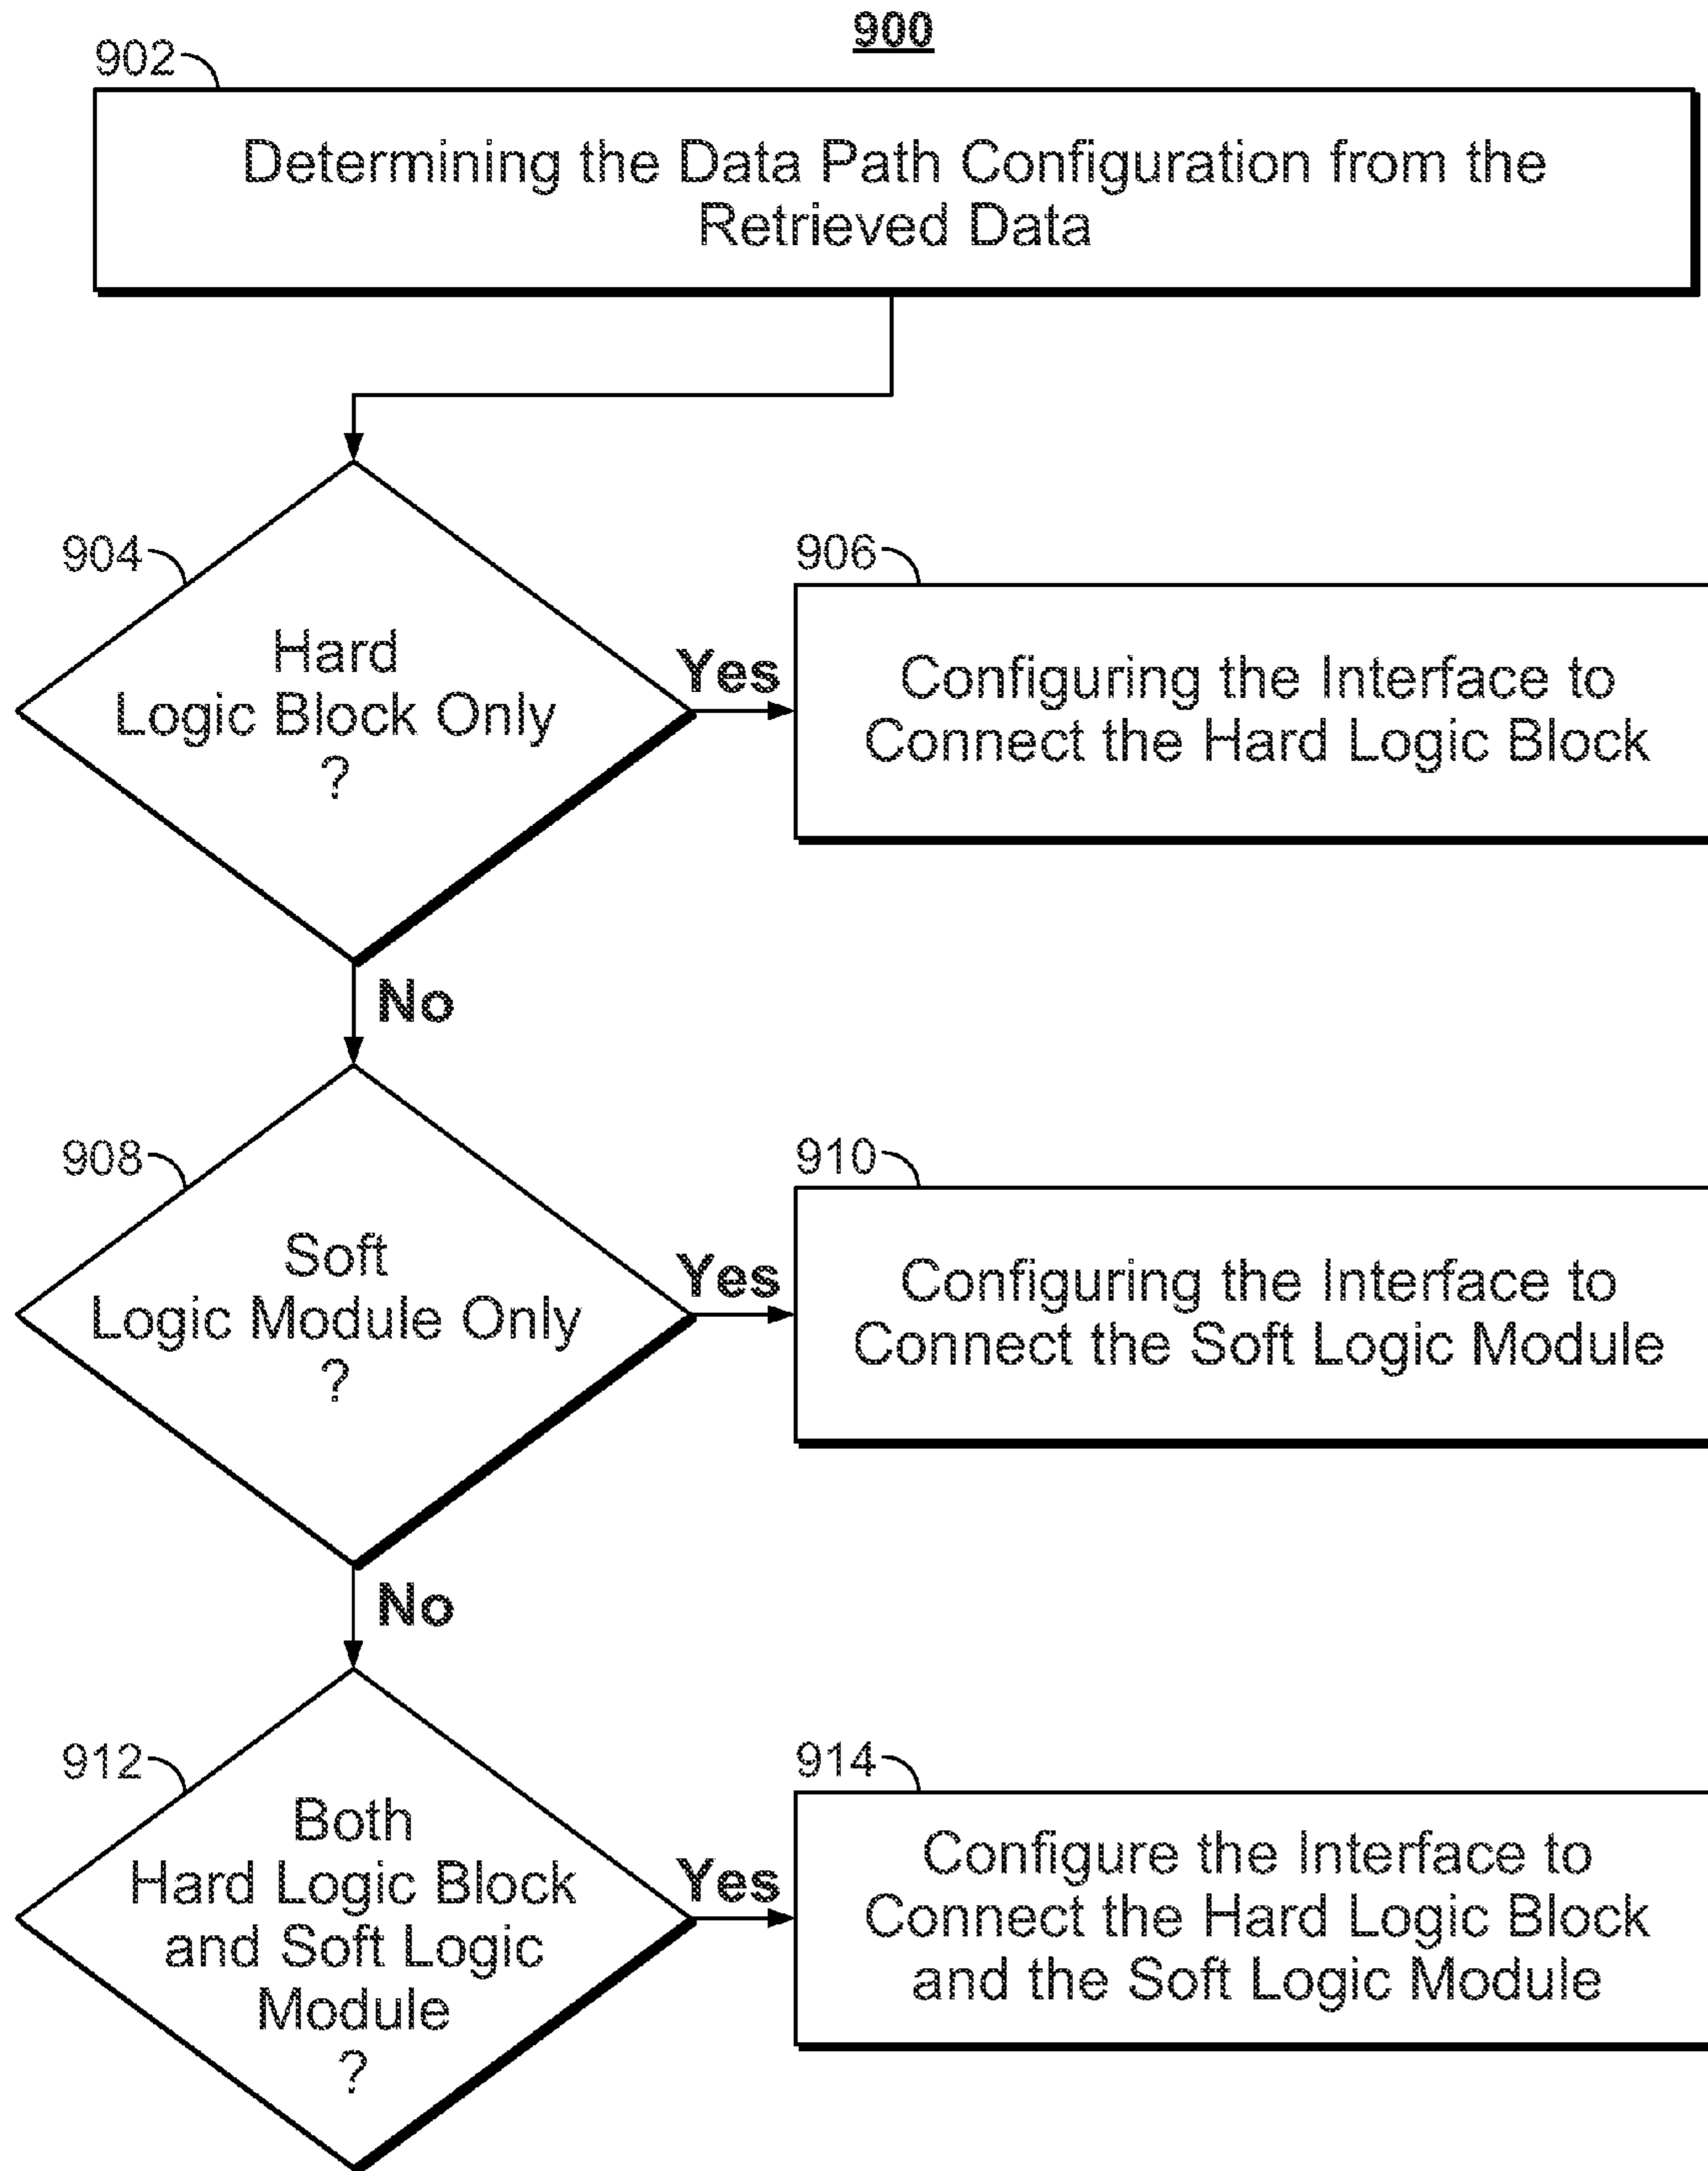 900
902
Determining the Data Path Configuration from the
Retrieved Data
904
Hard
Logic Block Only
?
Yes
906
Configuring the Interface to
Connect the Hard Logic Block
No
908
Soft
Logic Module Only
?
Yes
910
Configuring the Interface to
Connect the Soft Logic Module
No
912
Both
Hard Logic Block
and Soft Logic
Module
?
Yes
914
Configure the Interface to
Connect the Hard Logic Block
and the Soft Logic Module